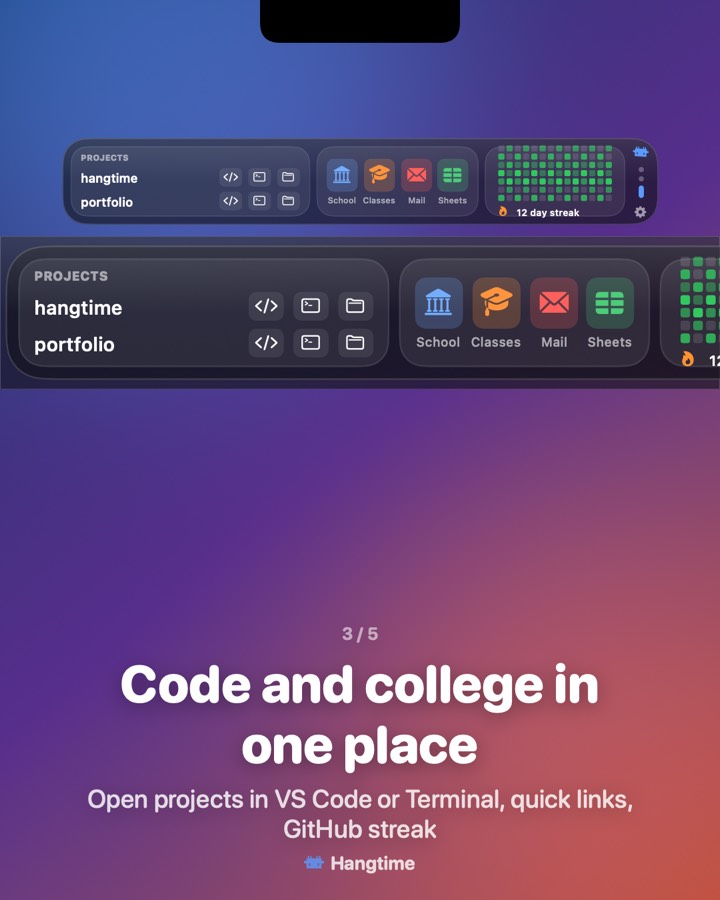 PROJECTS
hangtime
portfolio
School Classes Mail Sheets
12 day streak
PROJECTS
hangtime
portfolio
School Classes Mail Sheets
3 / 5
Code and college in
one place
Open projects in VS Code or Terminal, quick links,
GitHub streak
Hangtime